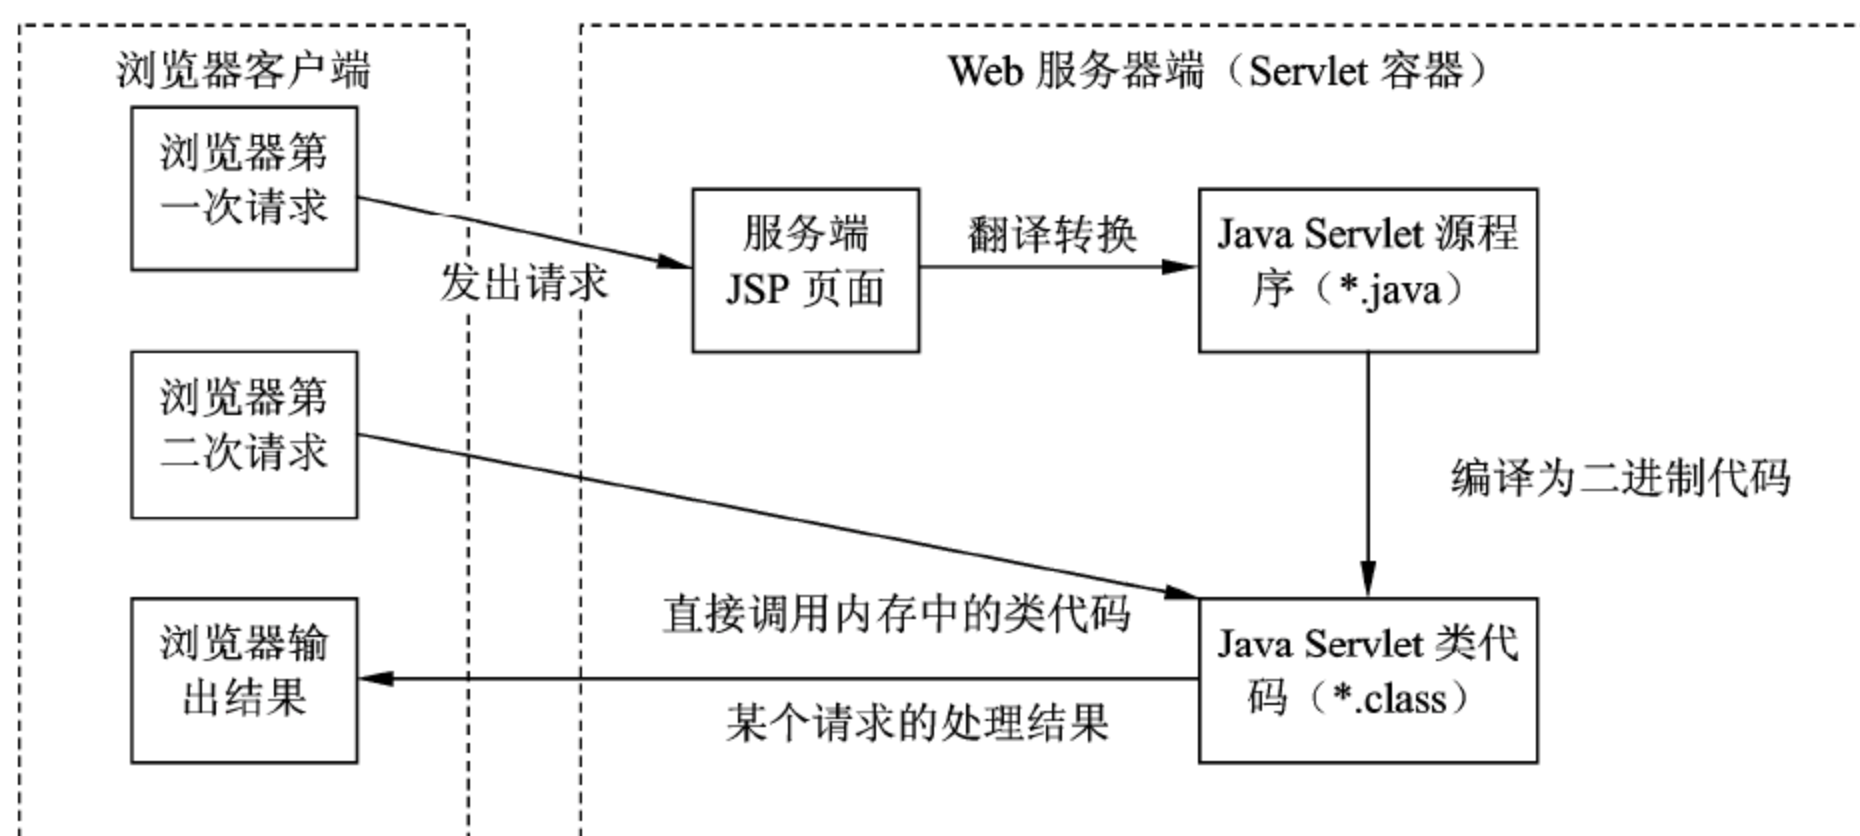 浏览器客户端
Web 服务器端（Servlet 容器）
浏览器第
一次请求
发出请求
服务端
JSP 页面
翻译转换
Java Servlet 源程
序（*.java）
浏览器第
二次请求
编译为二进制代码
直接调用内存中的类代码
浏览器输
出结果
Java Servlet 类代
码（*.class）
某个请求的处理结果